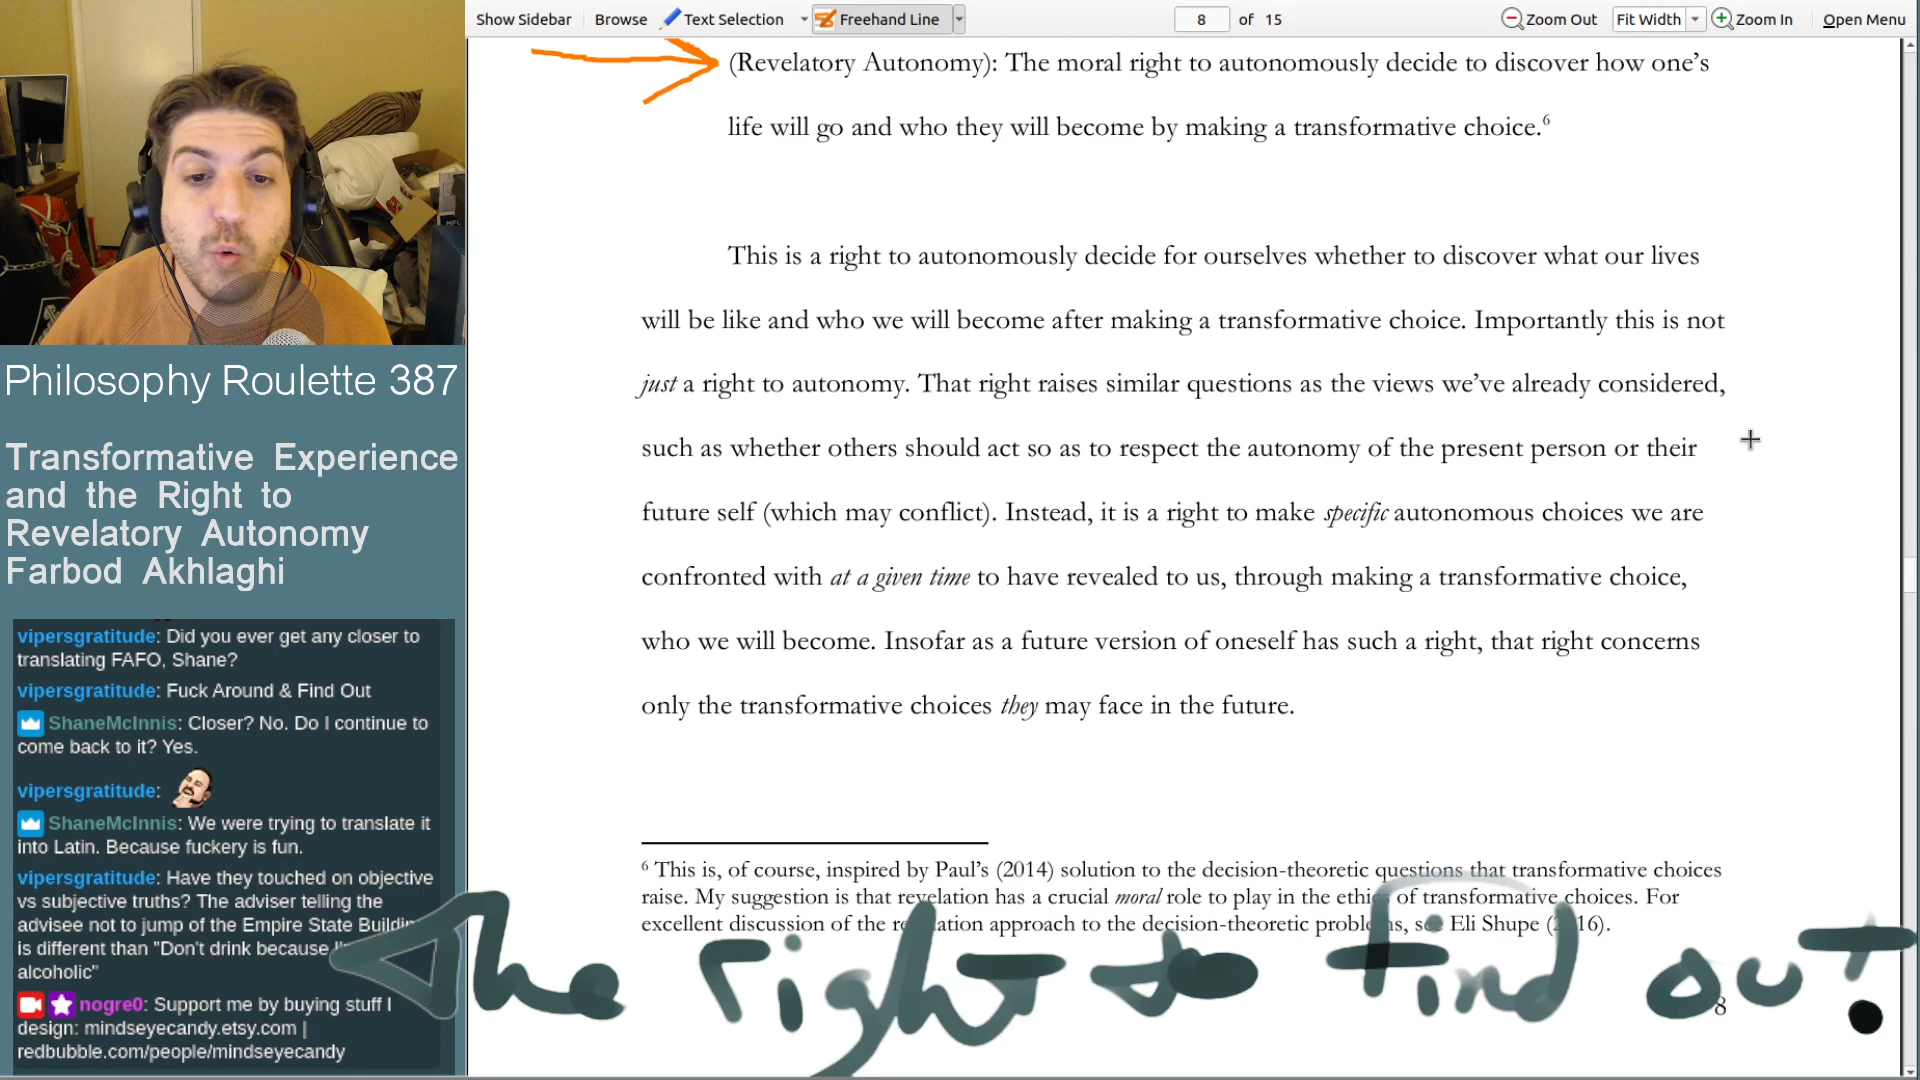 Show Sidebar Browse Text Selection Freehand Line 8 of 15 Zoom Out Fit Width Zoom In Open Menu
(Revelatory Autonomy): The moral right to autonomously decide to discover how one's
life will go and who they will become by making a transformative choice.⁶
This is a right to autonomously decide for ourselves whether to discover what our lives
will be like and who we will become after making a transformative choice. Importantly this is not
just a right to autonomy. That right raises similar questions as the views we've already considered,
such as whether others should act so as to respect the autonomy of the present person or their
future self (which may conflict). Instead, it is a right to make specific autonomous choices we are
confronted with at a given time to have revealed to us, through making a transformative choice,
who we will become. Insofar as a future version of oneself has such a right, that right concerns
only the transformative choices they may face in the future.
⁶ This is, of course, inspired by Paul's (2014) solution to the decision-theoretic questions that transformative choices
raise. My suggestion is that revelation has a crucial moral role to play in the ethics of transformative choices. For
excellent discussion of the revelation approach to the decision-theoretic problems, see Eli Shupe (2016).
8
the right to find out.
Philosophy Roulette 387
Transformative Experience
and the Right to
Revelatory Autonomy
Farbod Akhlaghi
vipersgratitude: Did you ever get any closer to
translating FAFO, Shane?
vipersgratitude: Fuck Around & Find Out
ShaneMcInnis: Closer? No. Do I continue to
come back to it? Yes.
vipersgratitude:
ShaneMcInnis: We were trying to translate it
into Latin. Because fuckery is fun.
vipersgratitude: Have they touched on objective
vs subjective truths? The adviser telling the
advisee not to jump of the Empire State Building
is different than "Don't drink because
alcoholic"
nogre0: Support me by buying stuff I
design: mindseyecandy.etsy.com |
redbubble.com/people/mindseyecandy